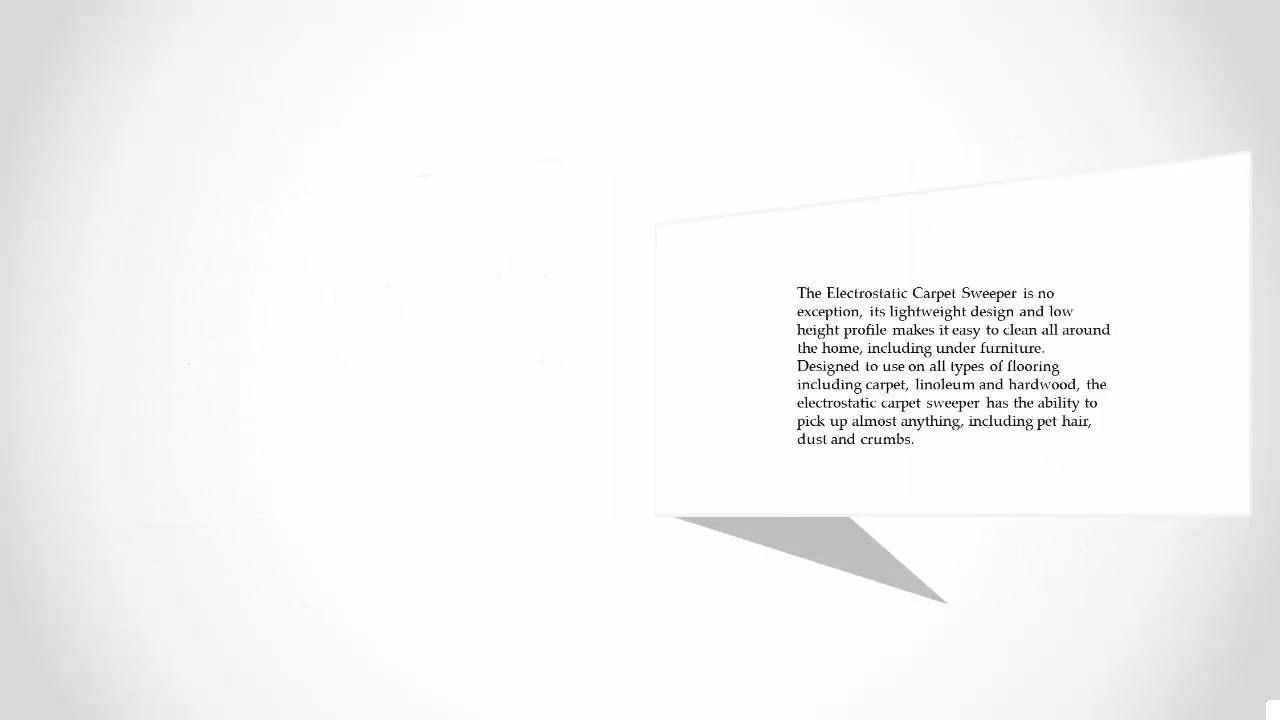 The Electrostatic Carpet Sweeper is no
exception, its lightweight design and low
height profile makes it easy to clean all around
the home, including under furniture.
Designed to use on all types of flooring
including carpet, linoleum and hardwood, the
electrostatic carpet sweeper has the ability to
pick up almost anything, including pet hair,
dust and crumbs.